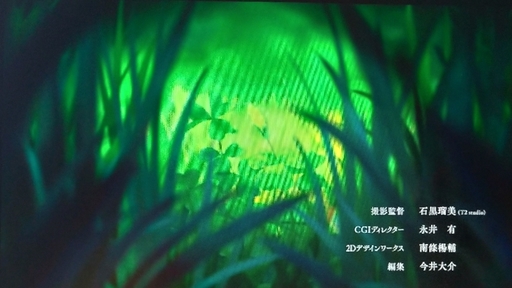 撮影監督 石黒瑠美(T2 studio)
CGIディレクター 永井 有
2Dデザインワークス 南條楊輔
編集 今井大介